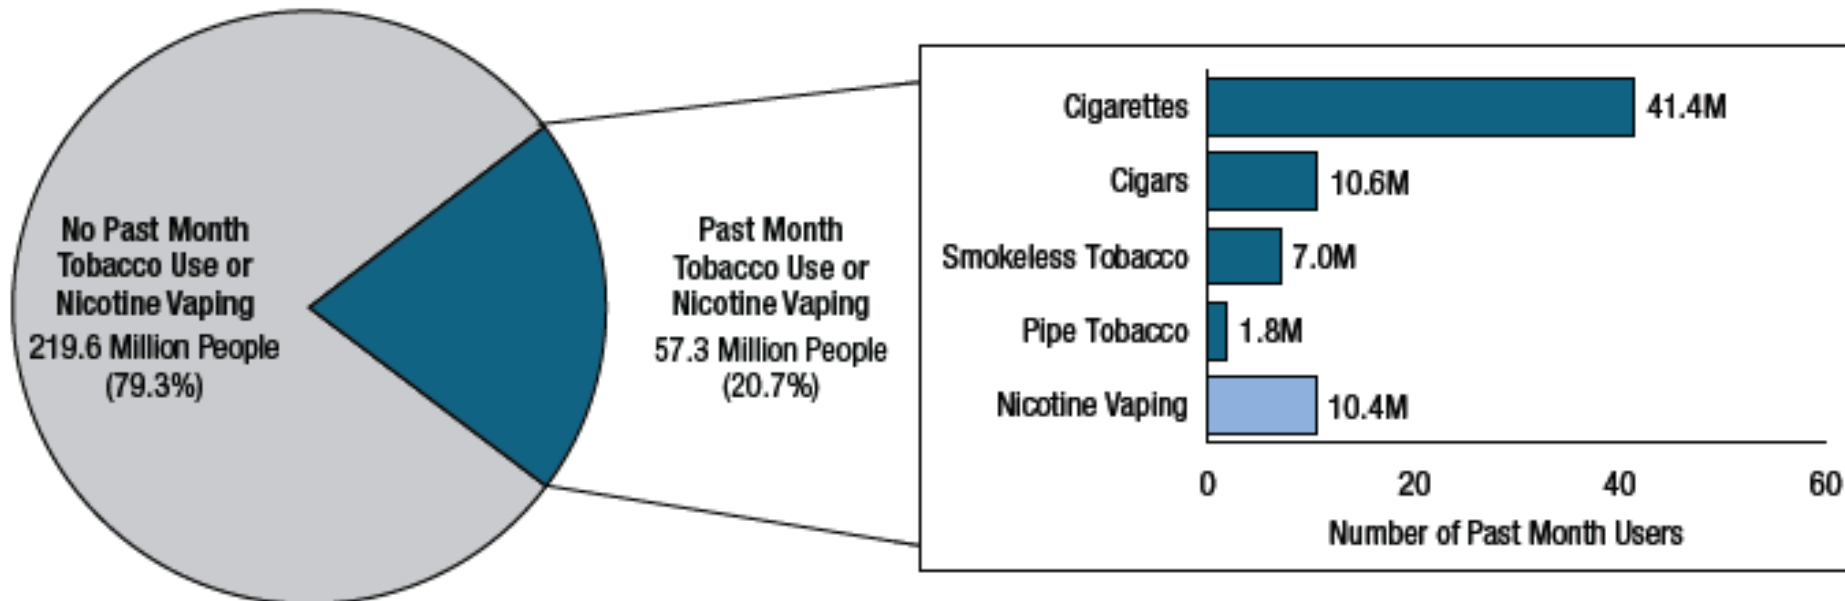 No Past Month
Tobacco Use or
Nicotine Vaping
219.6 Million People
(79.3%)
Past Month
Tobacco Use or
Nicotine Vaping
57.3 Million People
(20.7%)
Cigarettes 41.4M
Cigars 10.6M
Smokeless Tobacco 7.0M
Pipe Tobacco 1.8M
Nicotine Vaping 10.4M
0 20 40 60
Number of Past Month Users